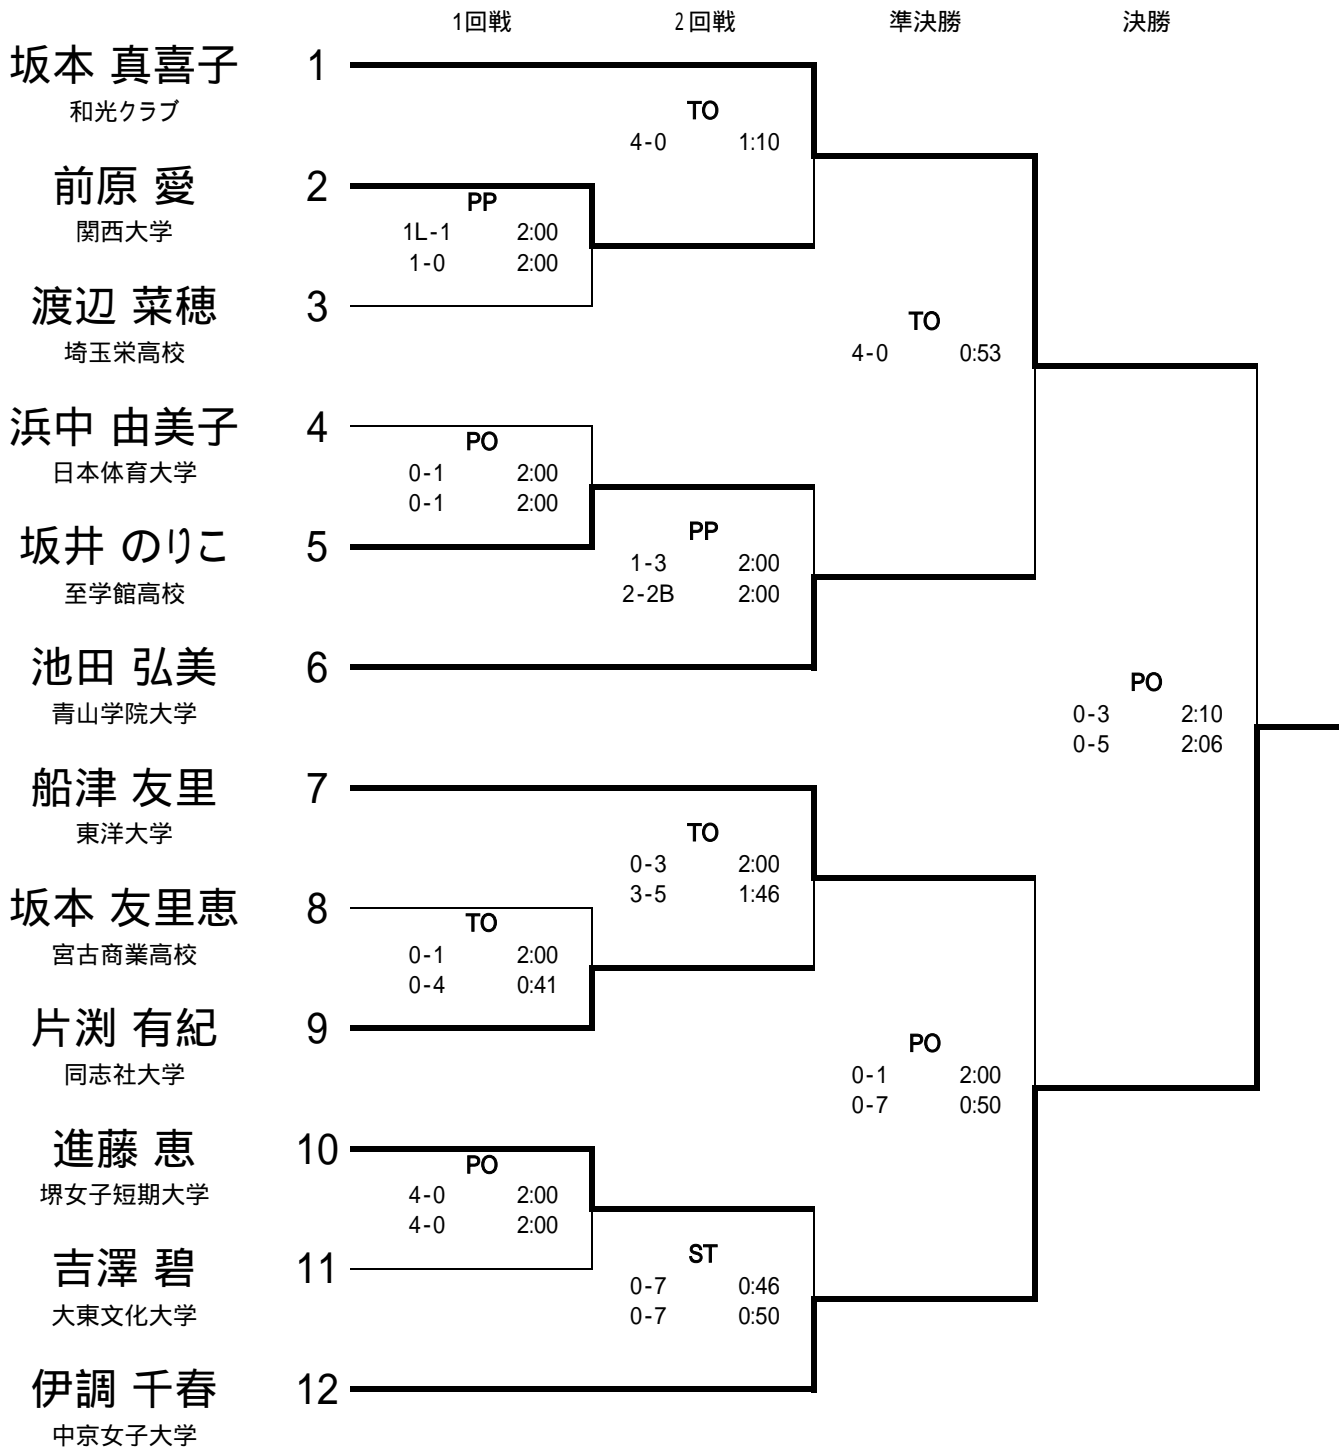 1回戦 2回戦 準決勝 決勝
坂本 真喜子 1
和光クラブ
TO
4-0 1:10
前原 愛 2
関西大学
PP
1L-1 2:00
1-0 2:00
渡辺 菜穂 3
埼玉栄高校
TO
4-0 0:53
浜中 由美子 4
日本体育大学
PO
0-1 2:00
0-1 2:00
坂井 のりこ 5
至学館高校
PP
1-3 2:00
2-2B 2:00
池田 弘美 6
青山学院大学
PO
0-3 2:10
0-5 2:06
船津 友里 7
東洋大学
TO
0-3 2:00
3-5 1:46
坂本 友里恵 8
宮古商業高校
TO
0-1 2:00
0-4 0:41
片渕 有紀 9
同志社大学
PO
0-1 2:00
0-7 0:50
進藤 恵 10
堺女子短期大学
PO
4-0 2:00
4-0 2:00
吉澤 碧 11
大東文化大学
ST
0-7 0:46
0-7 0:50
伊調 千春 12
中京女子大学